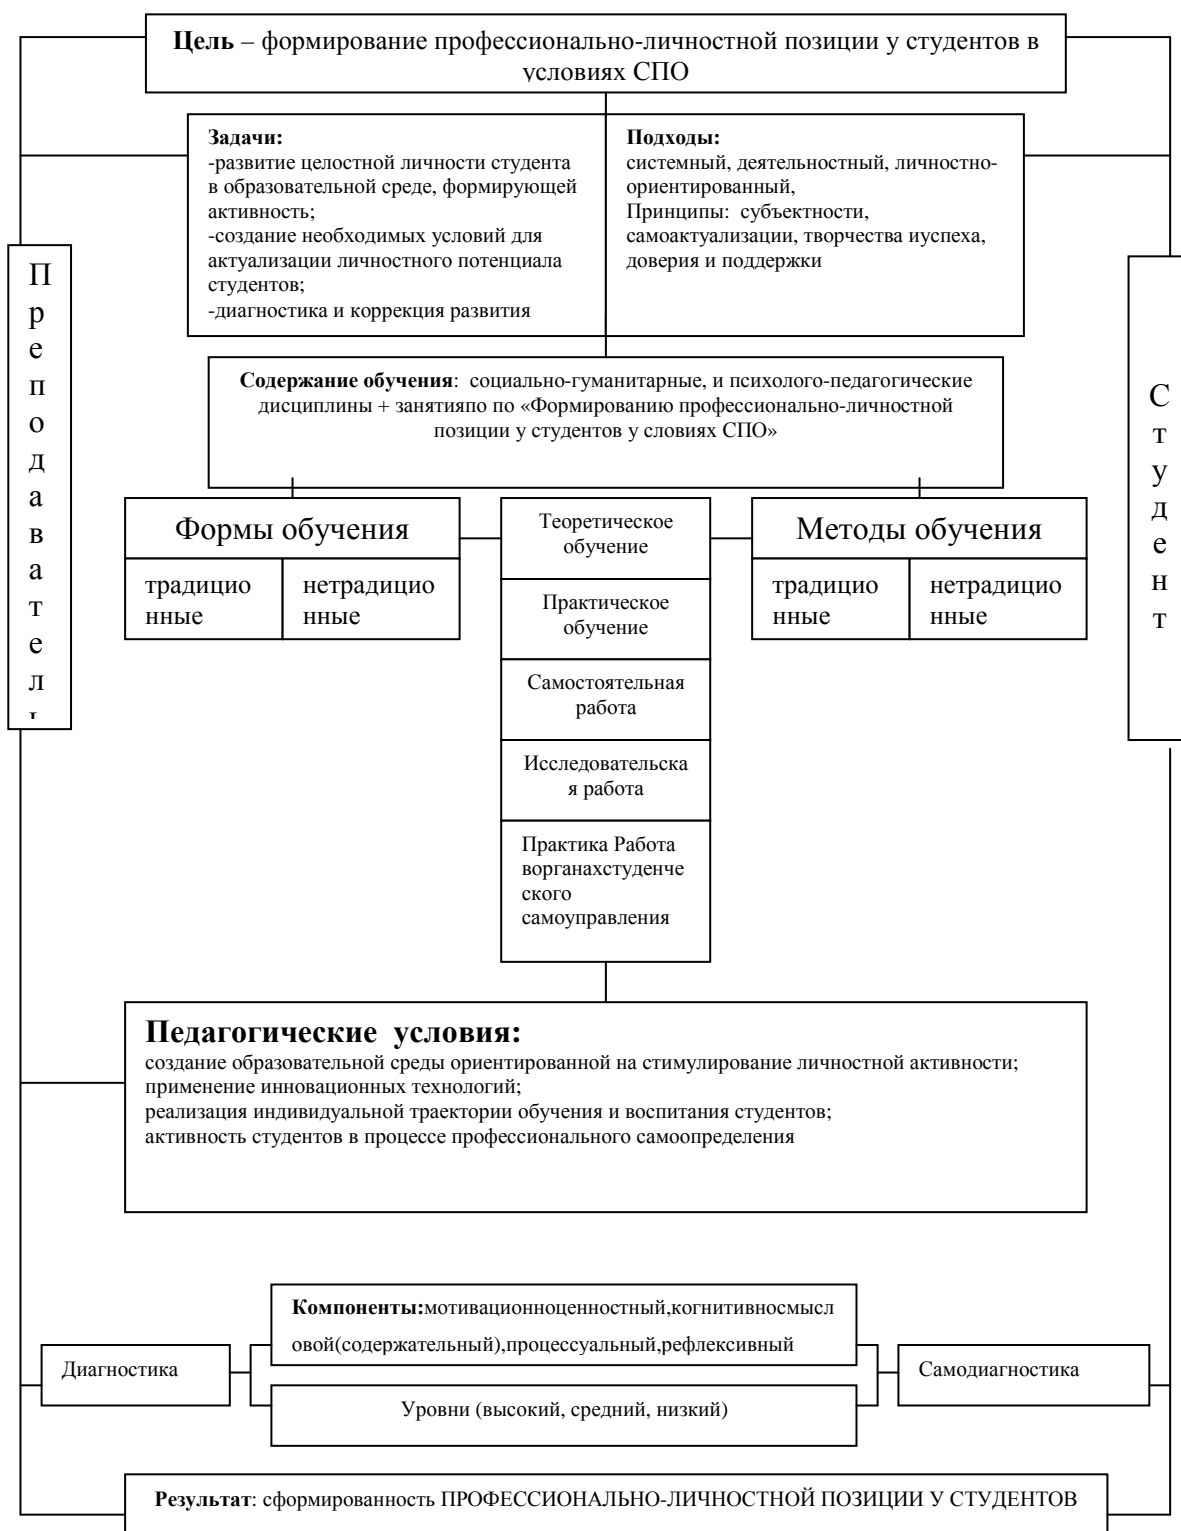 Цель – формирование профессионально-личностной позиции у студентов в
условиях СПО
Задачи:
-развитие целостной личности студента
в образовательной среде, формирующей
активность;
-создание необходимых условий для
актуализации личностного потенциала
студентов;
-диагностика и коррекция развития
Подходы:
системный, деятельностный, личностно-
ориентированный,
Принципы: субъектности,
самоактуализации, творчества иуспеха,
доверия и поддержки
П
р
е
п
о
д
а
в
а
т
е
л
Содержание обучения: социально-гуманитарные, и психолого-педагогические
дисциплины + занятияпо по «Формированию профессионально-личностной
позиции у студентов у словиях СПО»
С
т
у
д
е
н
т
Формы обучения
традицио
нные
нетрадицио
нные
Теоретическое
обучение
Практическое
обучение
Самостоятельная
работа
Исследовательска
я работа
Практика Работа
ворганахстуденче
ского
самоуправления
Методы обучения
традицио
нные
нетрадицио
нные
Педагогические условия:
создание образовательной среды ориентированной на стимулирование личностной активности;
применение инновационных технологий;
реализация индивидуальной траектории обучения и воспитания студентов;
активность студентов в процессе профессионального самоопределения
Компоненты:мотивационноценностный,когнитивносмысл
овой(содержательный),процессуальный,рефлексивный
Диагностика
Самодиагностика
Уровни (высокий, средний, низкий)
Результат: сформированность ПРОФЕССИОНАЛЬНО-ЛИЧНОСТНОЙ ПОЗИЦИИ У СТУДЕНТОВ